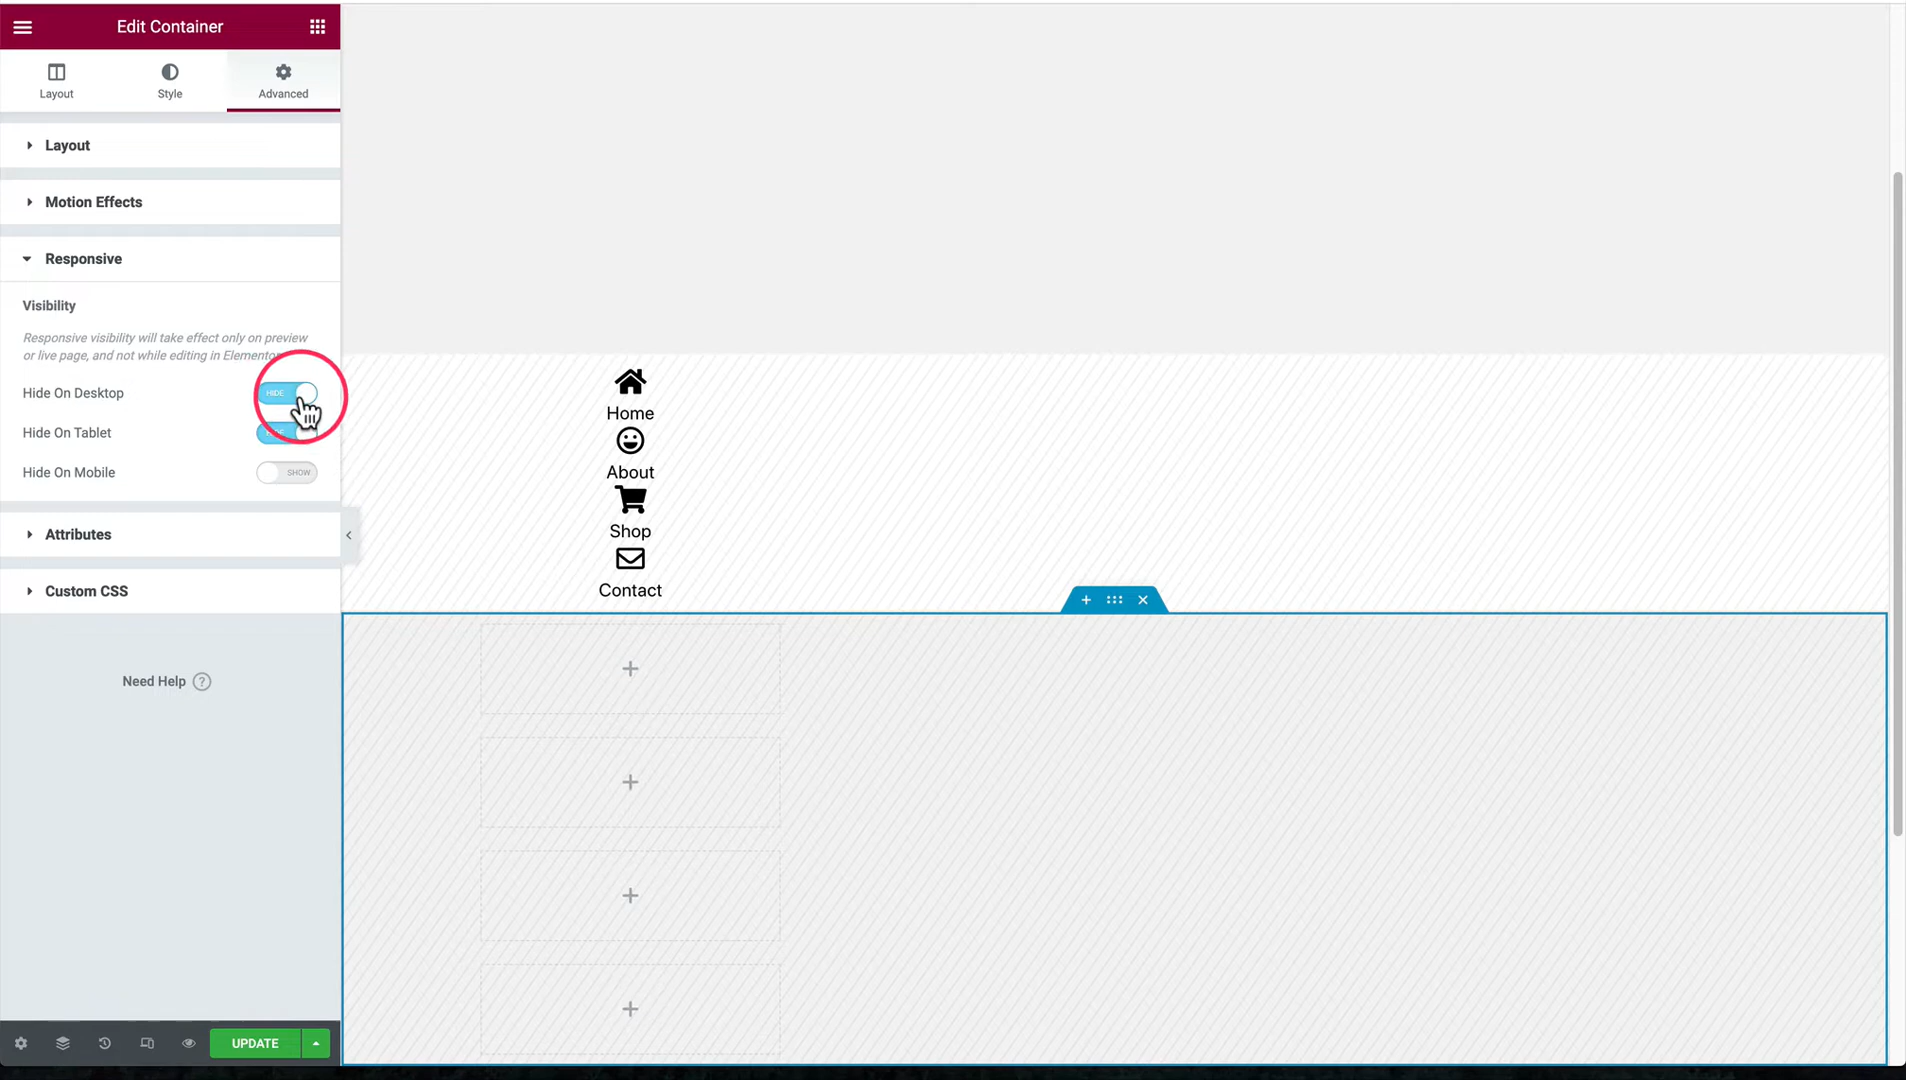 Edit Container
Layout
Style
Advanced
Layout
Motion Effects
Responsive
Visibility
Responsive visibility will take effect only on preview
or live page, and not while editing in Elementor
Hide On Desktop
HIDE
Hide On Tablet
Hide On Mobile
SHOW
Attributes
Custom CSS
Need Help ?
UPDATE
Home
About
Shop
Contact